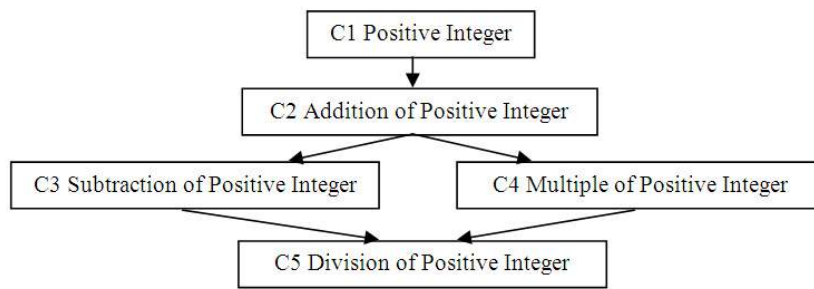 C1 Positive Integer
C2 Addition of Positive Integer
C3 Subtraction of Positive Integer
C4 Multiple of Positive Integer
C5 Division of Positive Integer